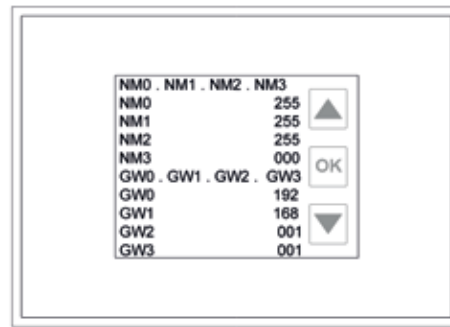 NM0 . NM1 . NM2 . NM3
NM0 255
NM1 255
NM2 255
NM3 000
GW0 . GW1 . GW2 . GW3
GW0 192
GW1 168
GW2 001
GW3 001
OK